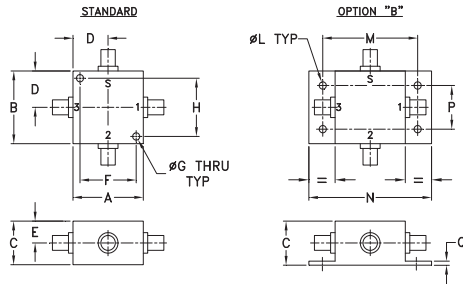 STANDARD
D
D
B
S
3
1
2
H
F
A
ØG THRU
TYP
E
C
OPTION "B"
M
ØL TYP
S
3
1
2
P
=
=
N
C
Q